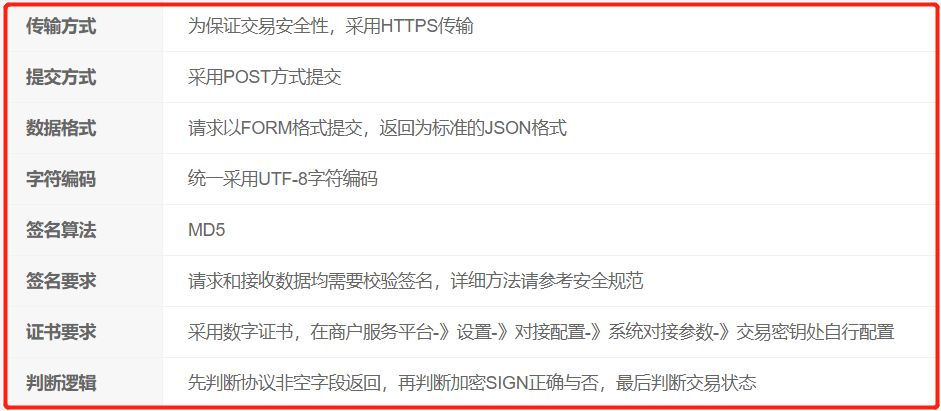 传输方式 为保证交易安全性，采用HTTPS传输
提交方式 采用POST方式提交
数据格式 请求以FORM格式提交，返回为标准的JSON格式
字符编码 统一采用UTF-8字符编码
签名算法 MD5
签名要求 请求和接收数据均需要校验签名，详细方法请参考安全规范
证书要求 采用数字证书，在商户服务平台-》设置-》对接配置-》系统对接参数-》交易密钥处自行配置
判断逻辑 先判断协议非空字段返回，再判断加密SIGN正确与否，最后判断交易状态